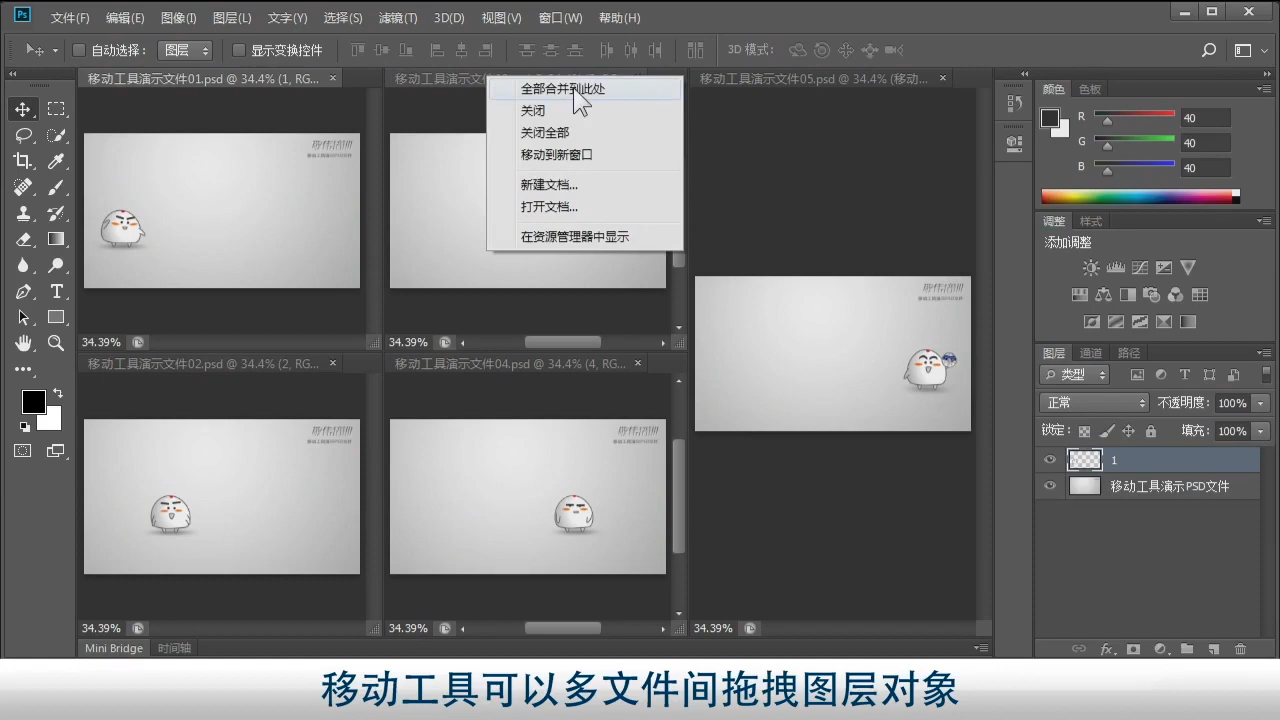 Ps 文件(F) 编辑(E) 图像(I) 图层(L) 文字(Y) 选择(S) 滤镜(T) 3D(D) 视图(V) 窗口(W) 帮助(H)
自动选择: 图层 显示变换控件 3D 模式:
移动工具演示文件01.psd @ 34.4% (1, RG...
移动工具演示文件
移动工具演示文件05.psd @ 34.4% (移动...
全部合并到此处
关闭
关闭全部
移动到新窗口
新建文档...
打开文档...
在资源管理器中显示
34.39%
34.39%
移动工具演示文件02.psd @ 34.4% (2, RG...
移动工具演示文件04.psd @ 34.4% (4, RG...
34.39%
34.39%
34.39%
Mini Bridge 时间轴
颜色 色板
R 40
G 40
B 40
调整 样式
添加调整
图层 通道 路径
类型
正常 不透明度: 100%
锁定: 填充: 100%
1
移动工具演示PSD文件
fx
移动工具可以多文件间拖拽图层对象